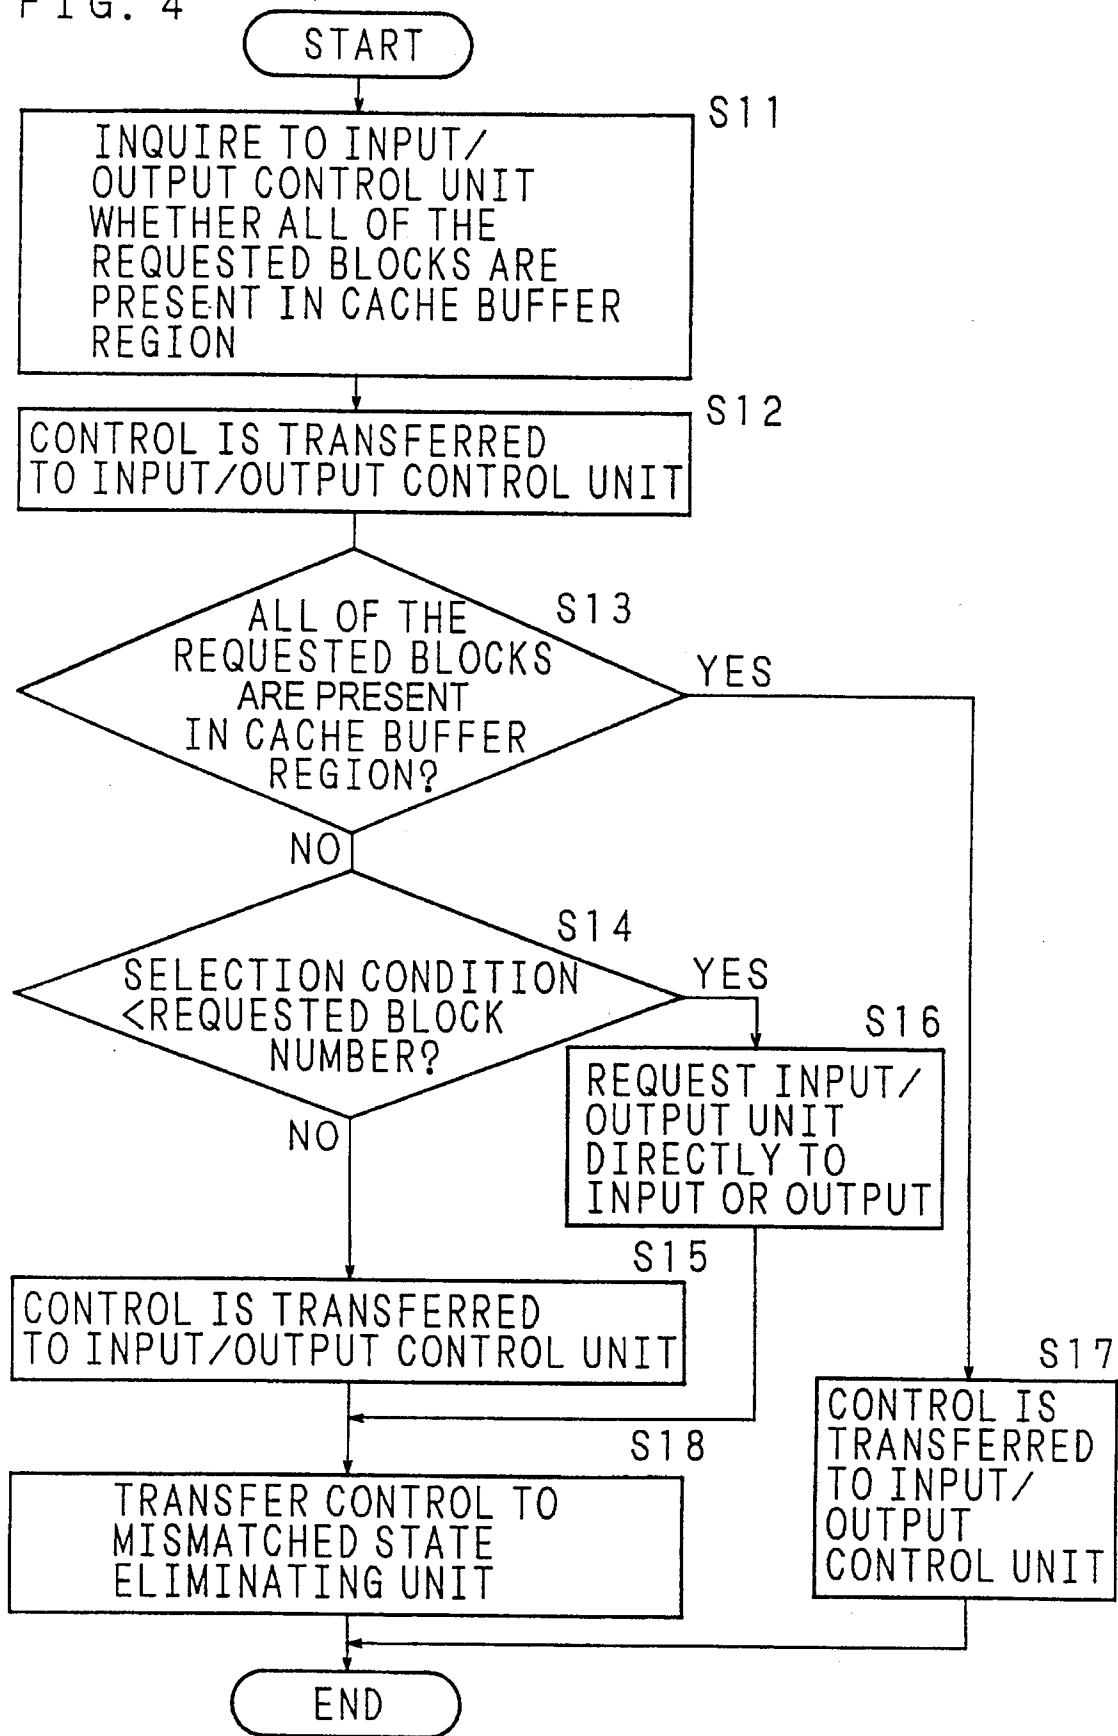 FIG. 4
START
S11
INQUIRE TO INPUT/
OUTPUT CONTROL UNIT
WHETHER ALL OF THE
REQUESTED BLOCKS ARE
PRESENT IN CACHE BUFFER
REGION
S12
CONTROL IS TRANSFERRED
TO INPUT/OUTPUT CONTROL UNIT
S13
ALL OF THE
REQUESTED BLOCKS
ARE PRESENT
IN CACHE BUFFER
REGION?
YES
NO
S14
SELECTION CONDITION
<REQUESTED BLOCK
NUMBER?
YES
NO
S16
REQUEST INPUT/
OUTPUT UNIT
DIRECTLY TO
INPUT OR OUTPUT
S15
CONTROL IS TRANSFERRED
TO INPUT/OUTPUT CONTROL UNIT
S17
CONTROL IS
TRANSFERRED
TO INPUT/
OUTPUT
CONTROL UNIT
S18
TRANSFER CONTROL TO
MISMATCHED STATE
ELIMINATING UNIT
END